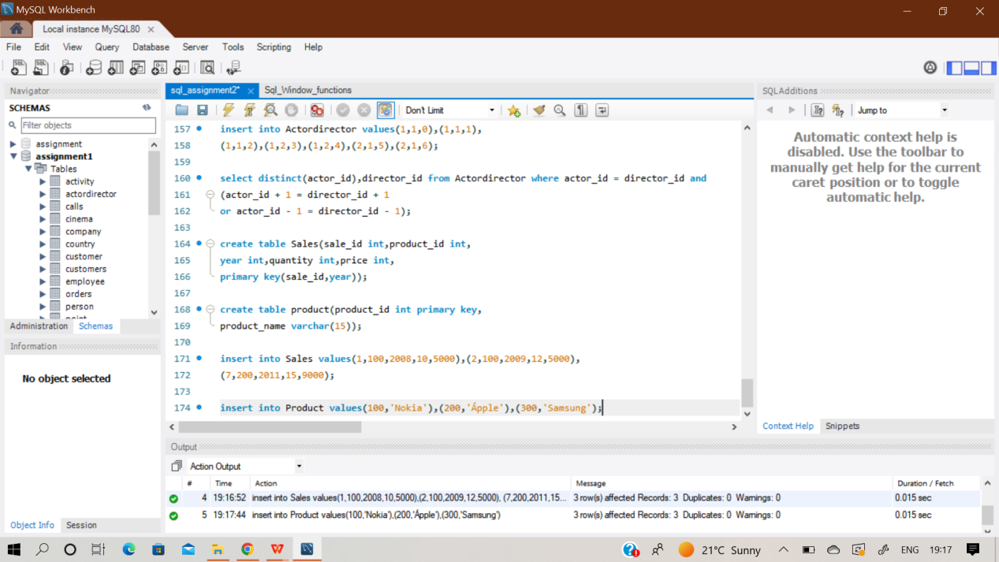 MySQL Workbench
Local instance MySQL80
File Edit View Query Database Server Tools Scripting Help
Navigator
SCHEMAS
Filter objects
assignment
assignment1
Tables
activity
actordirector
calls
cinema
company
country
customer
customers
employee
orders
person
point
Administration Schemas
Information
No object selected
Object Info Session
sql_assignment2* Sql_Window_functions
Don't Limit
157 insert into Actordirector values(1,1,0),(1,1,1),
158 (1,1,2),(1,2,3),(1,2,4),(2,1,5),(2,1,6);
159
160 select distinct(actor_id),director_id from Actordirector where actor_id = director_id and
161 (actor_id + 1 = director_id + 1
162 or actor_id - 1 = director_id - 1);
163
164 create table Sales(sale_id int,product_id int,
165 year int,quantity int,price int,
166 primary key(sale_id,year));
167
168 create table product(product_id int primary key,
169 product_name varchar(15));
170
171 insert into Sales values(1,100,2008,10,5000),(2,100,2009,12,5000),
172 (7,200,2011,15,9000);
173
174 insert into Product values(100,'Nokia'),(200,'Ápple'),(300,'Samsung');
SQLAdditions
Jump to
Automatic context help is
disabled. Use the toolbar to
manually get help for the current
caret position or to toggle
automatic help.
Context Help Snippets
Output
Action Output
# Time Action Message Duration / Fetch
4 19:16:52 insert into Sales values(1,100,2008,10,5000),(2,100,2009,12,5000), (7,200,2011,15... 3 row(s) affected Records: 3 Duplicates: 0 Warnings: 0 0.015 sec
5 19:17:44 insert into Product values(100,'Nokia'),(200,'Ápple'),(300,'Samsung') 3 row(s) affected Records: 3 Duplicates: 0 Warnings: 0 0.015 sec
21°C Sunny ENG 19:17